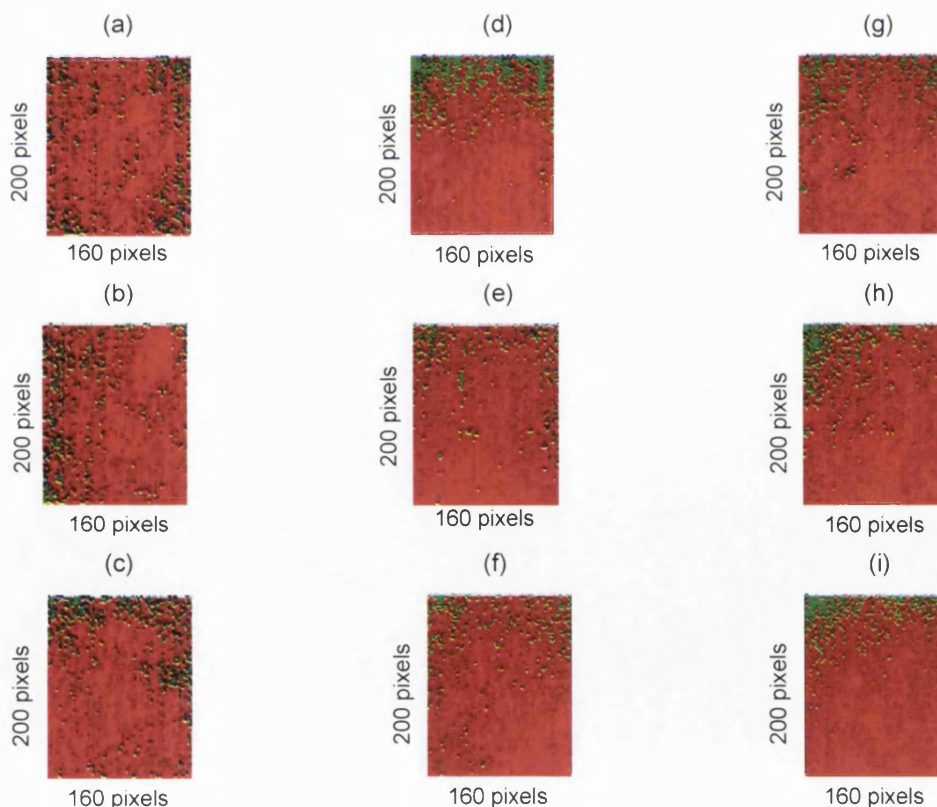 (a)
(d)
(g)
200 pixels
200 pixels
200 pixels
160 pixels
160 pixels
160 pixels
(b)
(e)
(h)
200 pixels
200 pixels
200 pixels
160 pixels
160 pixels
160 pixels
(c)
(f)
(i)
200 pixels
200 pixels
200 pixels
160 pixels
160 pixels
160 pixels